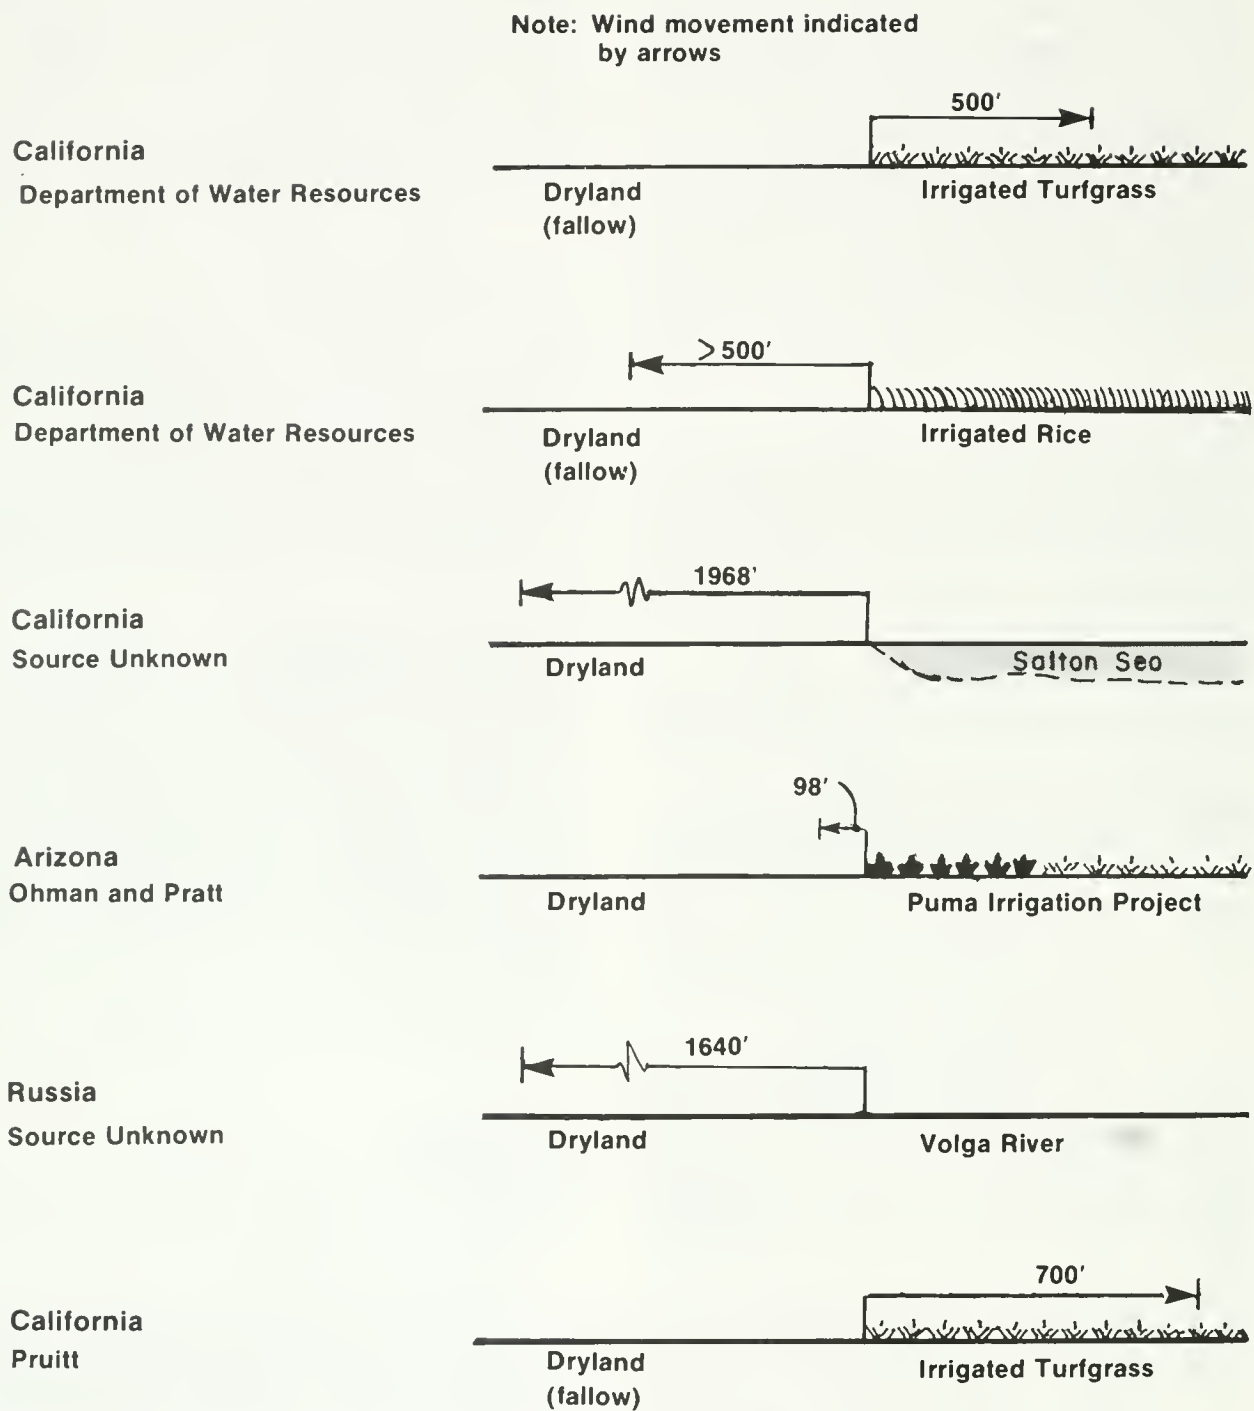 Note: Wind movement indicated
by arrows
500'
California
Department of Water Resources
Dryland
(fallow)
Irrigated Turfgrass
>500'
California
Department of Water Resources
Dryland
(fallow)
Irrigated Rice
1968'
California
Source Unknown
Dryland
Salton Sea
98'
Arizona
Ohman and Pratt
Dryland
Puma Irrigation Project
1640'
Russia
Source Unknown
Dryland
Volga River
700'
California
Pruitt
Dryland
(fallow)
Irrigated Turfgrass